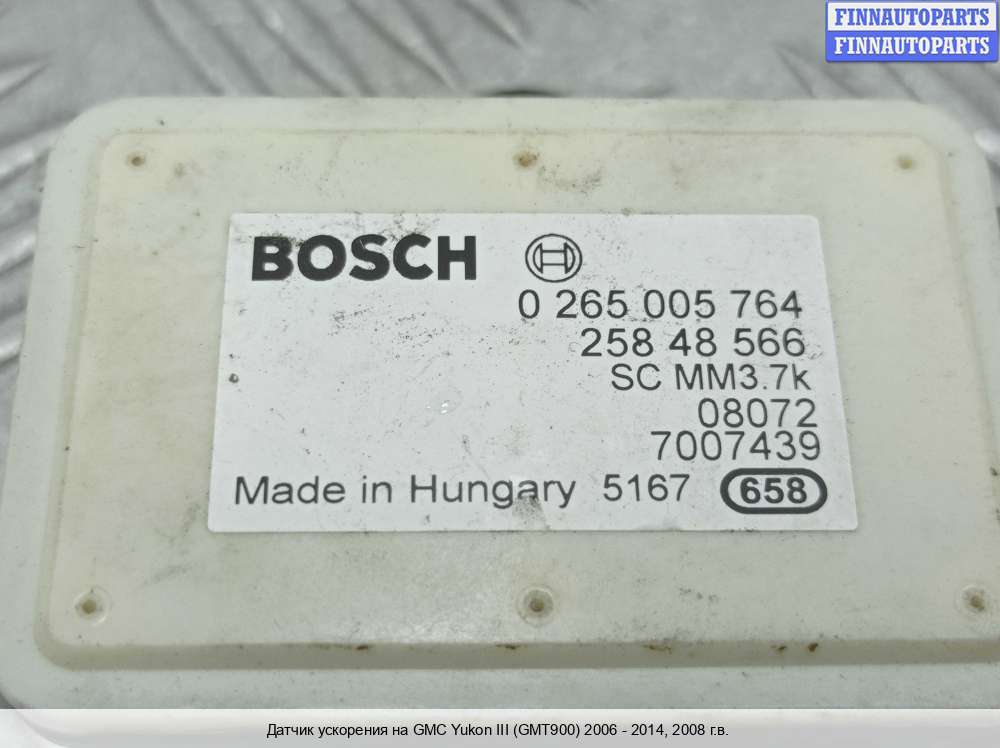 FINNAUTOPARTS
FINNAUTOPARTS
BOSCH
0 265 005 764
258 48 566
SC MM3.7k
08072
7007439
Made in Hungary 5167 658
Датчик ускорения на GMC Yukon III (GMT900) 2006 - 2014, 2008 г.в.